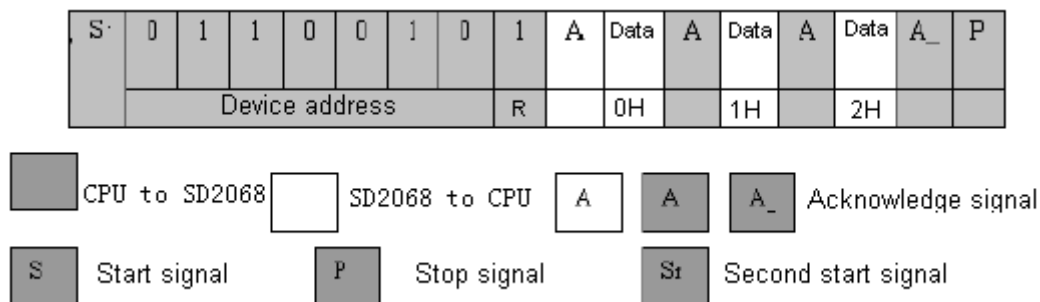 S 0 1 1 0 0 1 0 1 A Data A Data A Data A_ P
Device address R 0H 1H 2H
CPU to SD2068 SD2068 to CPU A A A_ Acknowledge signal
S Start signal P Stop signal Sr Second start signal